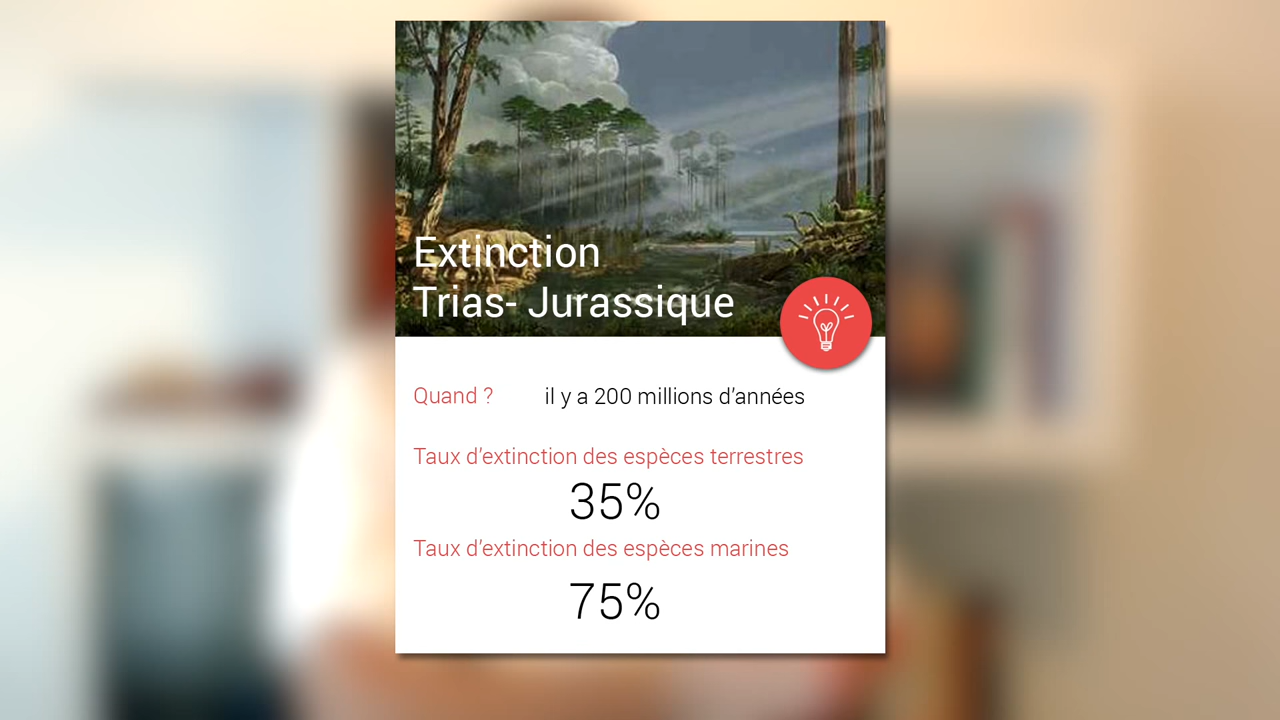 Extinction
Trias- Jurassique
Quand ? il y a 200 millions d’années
Taux d’extinction des espèces terrestres
35%
Taux d’extinction des espèces marines
75%